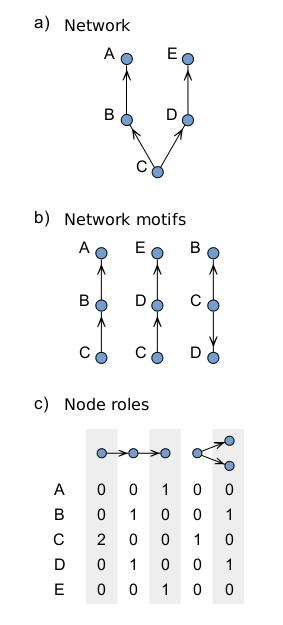 a) Network
A E
B D
C
b) Network motifs
A E B
B D C
C C D
c) Node roles
A 0 0 1 0 0
B 0 1 0 0 1
C 2 0 0 1 0
D 0 1 0 0 1
E 0 0 1 0 0